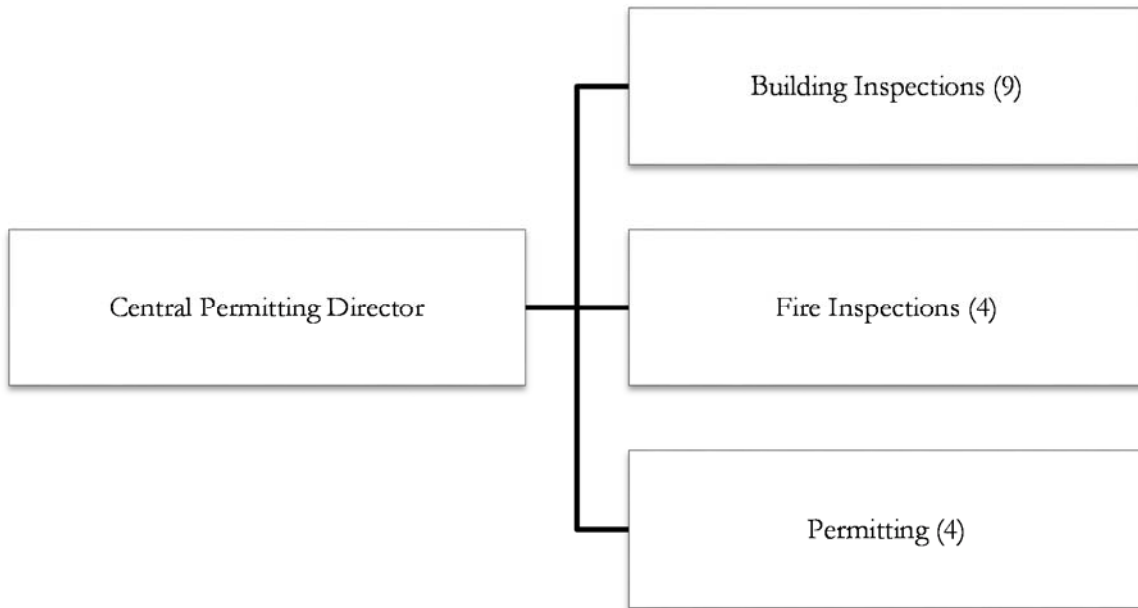 Building Inspections (9)
Central Permitting Director
Fire Inspections (4)
Permitting (4)